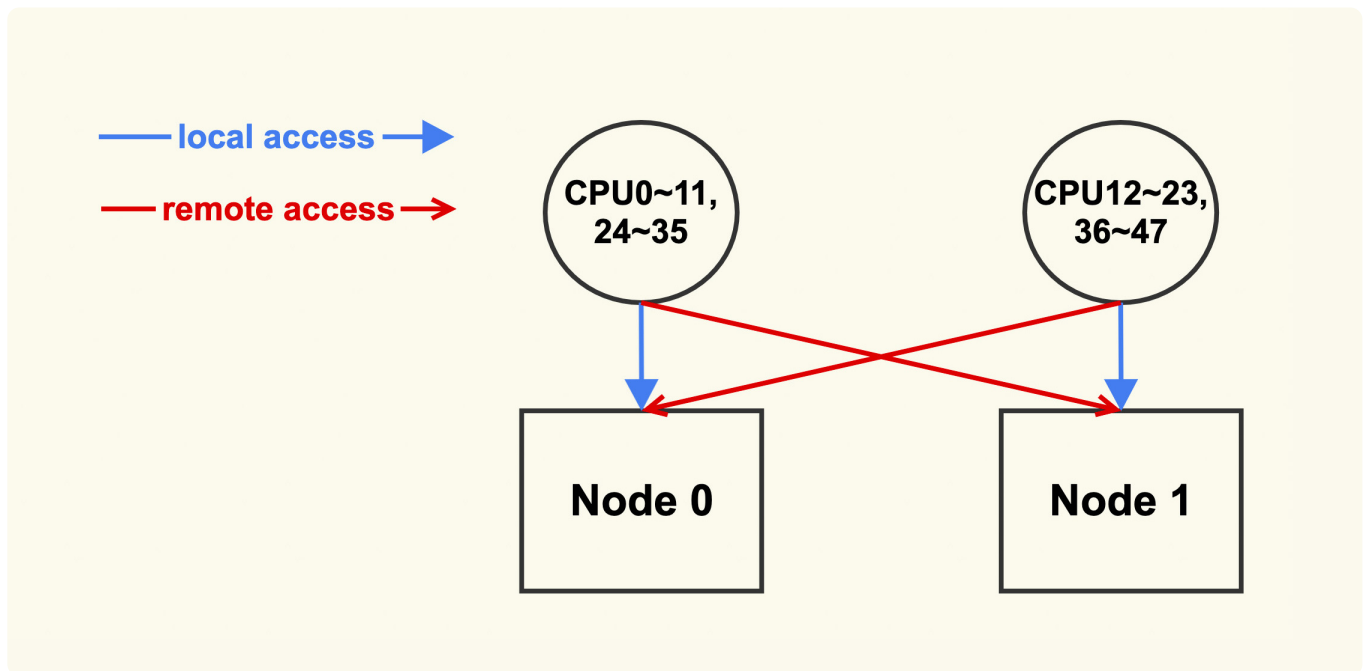 local access
remote access
CPU0~11,
24~35
CPU12~23,
36~47
Node 0
Node 1